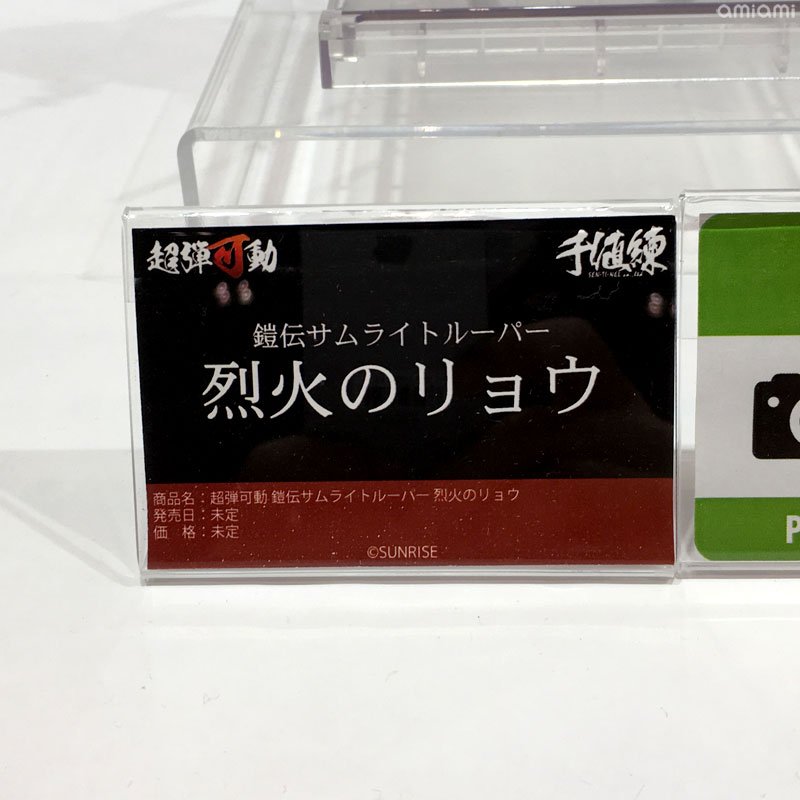 amiami
超弾可動
千値練
SEN-TI-NEL Co.,Ltd
鎧伝サムライトルーパー
烈火のリョウ
商品名：超弾可動 鎧伝サムライトルーパー 烈火のリョウ
発売日：未定
価　格：未定
©SUNRISE
P